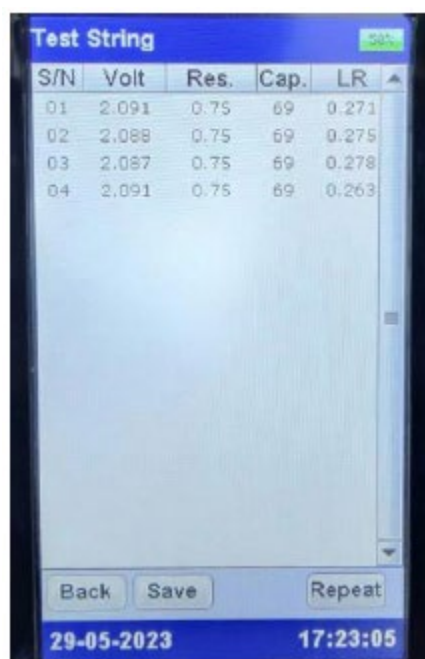 Test String 50%
S/N Volt Res. Cap. LR
01 2.091 0.75 69 0.271
02 2.088 0.75 69 0.275
03 2.087 0.75 69 0.278
04 2.091 0.75 69 0.263
Back Save Repeat
29-05-2023 17:23:05